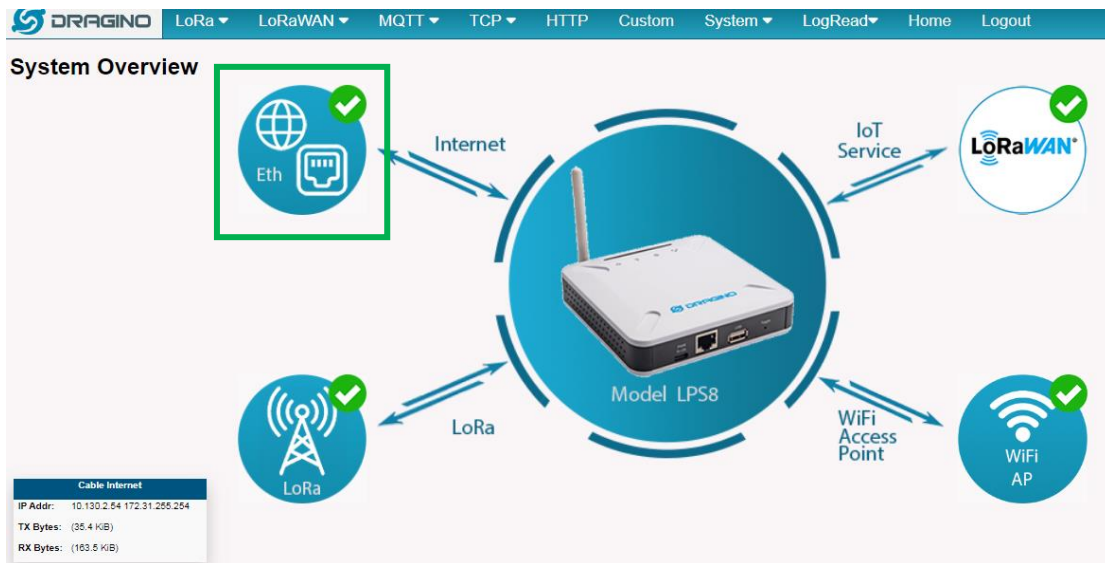 DRAGINO LoRa LoRaWAN MQTT TCP HTTP Custom System LogRead Home Logout
System Overview
Eth
Internet
IoT
Service
LoRaWAN®
DRAGINO
Model LPS8
LoRa
LoRa
WiFi
Access
Point
WiFi
AP
Cable Internet
IP Addr: 10.130.2.54 172.31.255.254
TX Bytes: (35.4 KiB)
RX Bytes: (163.5 KiB)